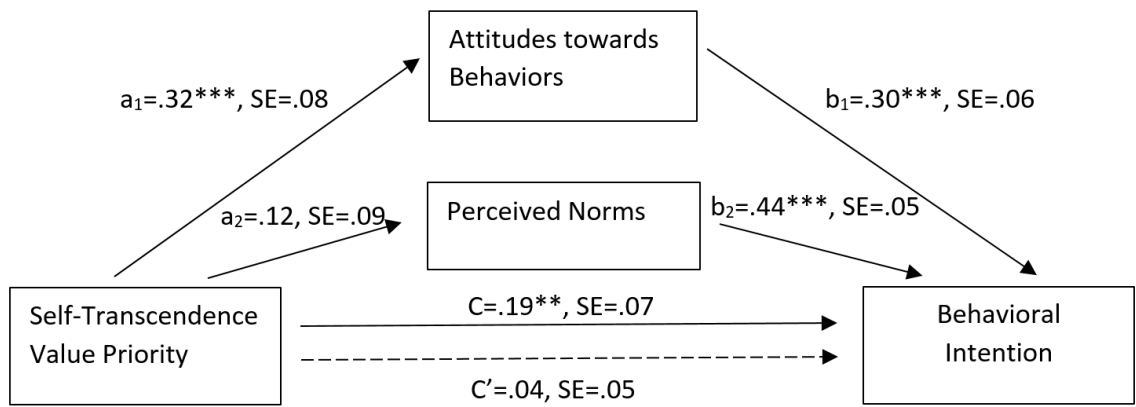 Attitudes towards
Behaviors
a₁=.32***, SE=.08
b₁=.30***, SE=.06
Perceived Norms
a₂=.12, SE=.09
b₂=.44***, SE=.05
Self-Transcendence
Value Priority
C=.19**, SE=.07
C’=.04, SE=.05
Behavioral
Intention